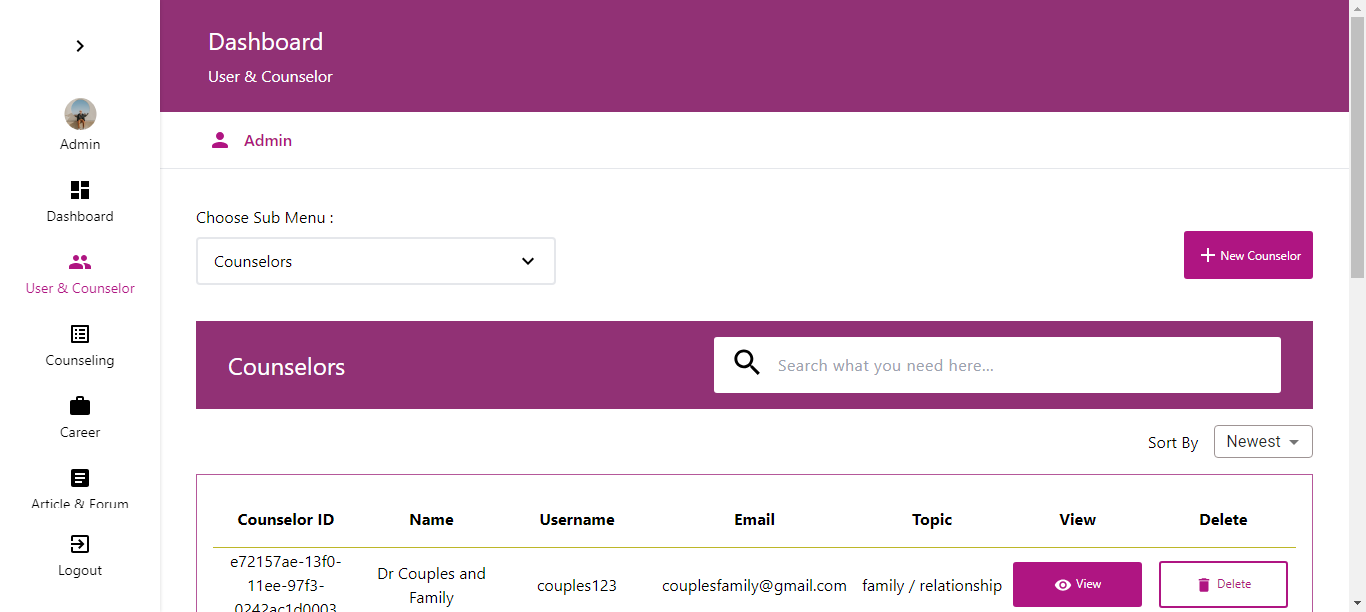 Dashboard
User & Counselor
Admin
Admin
Dashboard
User & Counselor
Counseling
Career
Article & Forum
Logout
Choose Sub Menu :
Counselors
New Counselor
Counselors
Search what you need here...
Sort By
Newest
Counselor ID Name Username Email Topic View Delete
e72157ae-13f0-
11ee-97f3-
0242ac1d0003
Dr Couples and
Family
couples123
couplesfamily@gmail.com
family / relationship
View
Delete